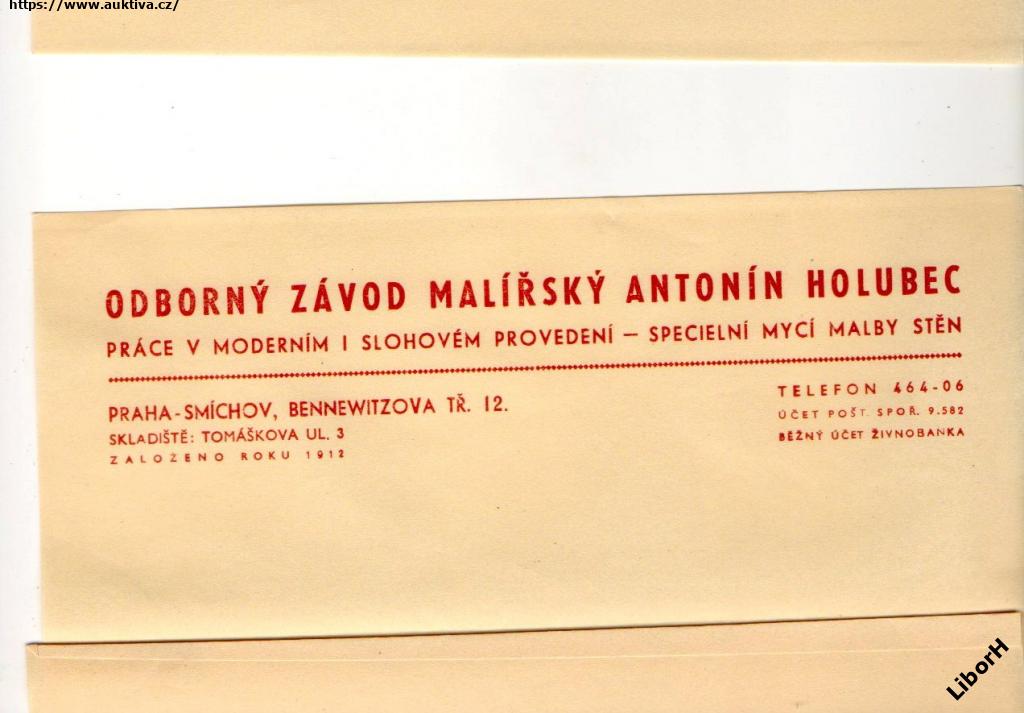 https://www.auktiva.cz/
ODBORNÝ ZÁVOD MALÍŘSKÝ ANTONÍN HOLUBEC
PRÁCE V MODERNÍM I SLOHOVÉM PROVEDENÍ — SPECIELNÍ MYCÍ MALBY STĚN
PRAHA-SMÍCHOV, BENNEWITZOVA TŘ. 12.
SKLADIŠTĚ: TOMÁŠKOVA UL. 3
ZALOŽENO ROKU 1912
TELEFON 464-06
ÚČET POŠT. SPOŘ. 9.582
BĚŽNÝ ÚČET ŽIVNOBANKA
LiborH